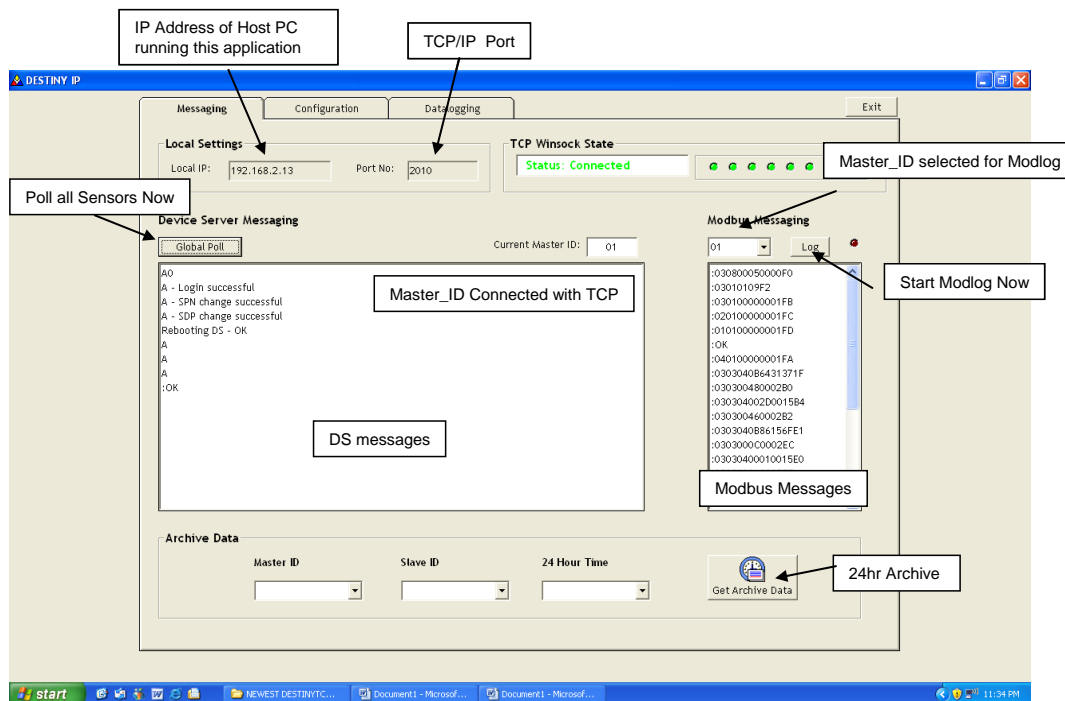 IP Address of Host PC
running this application
TCP/IP Port
DESTINY IP
Messaging
Configuration
Datalogging
Exit
Local Settings
Local IP:
192.168.2.13
Port No:
2010
TCP Winsock State
Status: Connected
Master_ID selected for Modlog
Poll all Sensors Now
Device Server Messaging
Global Poll
Current Master ID:
01
Modbus Messaging
01
Log
Start Modlog Now
A0
A - Login successful
A - SPN change successful
A - SDP change successful
Rebooting DS - OK
A
A
A
:OK
Master_ID Connected with TCP
DS messages
:030800050000F0
:03010109F2
:030100000001FB
:020100000001FC
:010100000001FD
:OK
:040100000001FA
:0303040B6431371F
:030300480002B0
:030304002D0015B4
:030300460002B2
:0303040B86156FE1
:0303000C0002EC
:03030400010015E0
Modbus Messages
Archive Data
Master ID
Slave ID
24 Hour Time
Get Archive Data
24hr Archive
start
NEWEST DESTINYTC...
Document1 - Microsof...
Document1 - Microsof...
11:34 PM